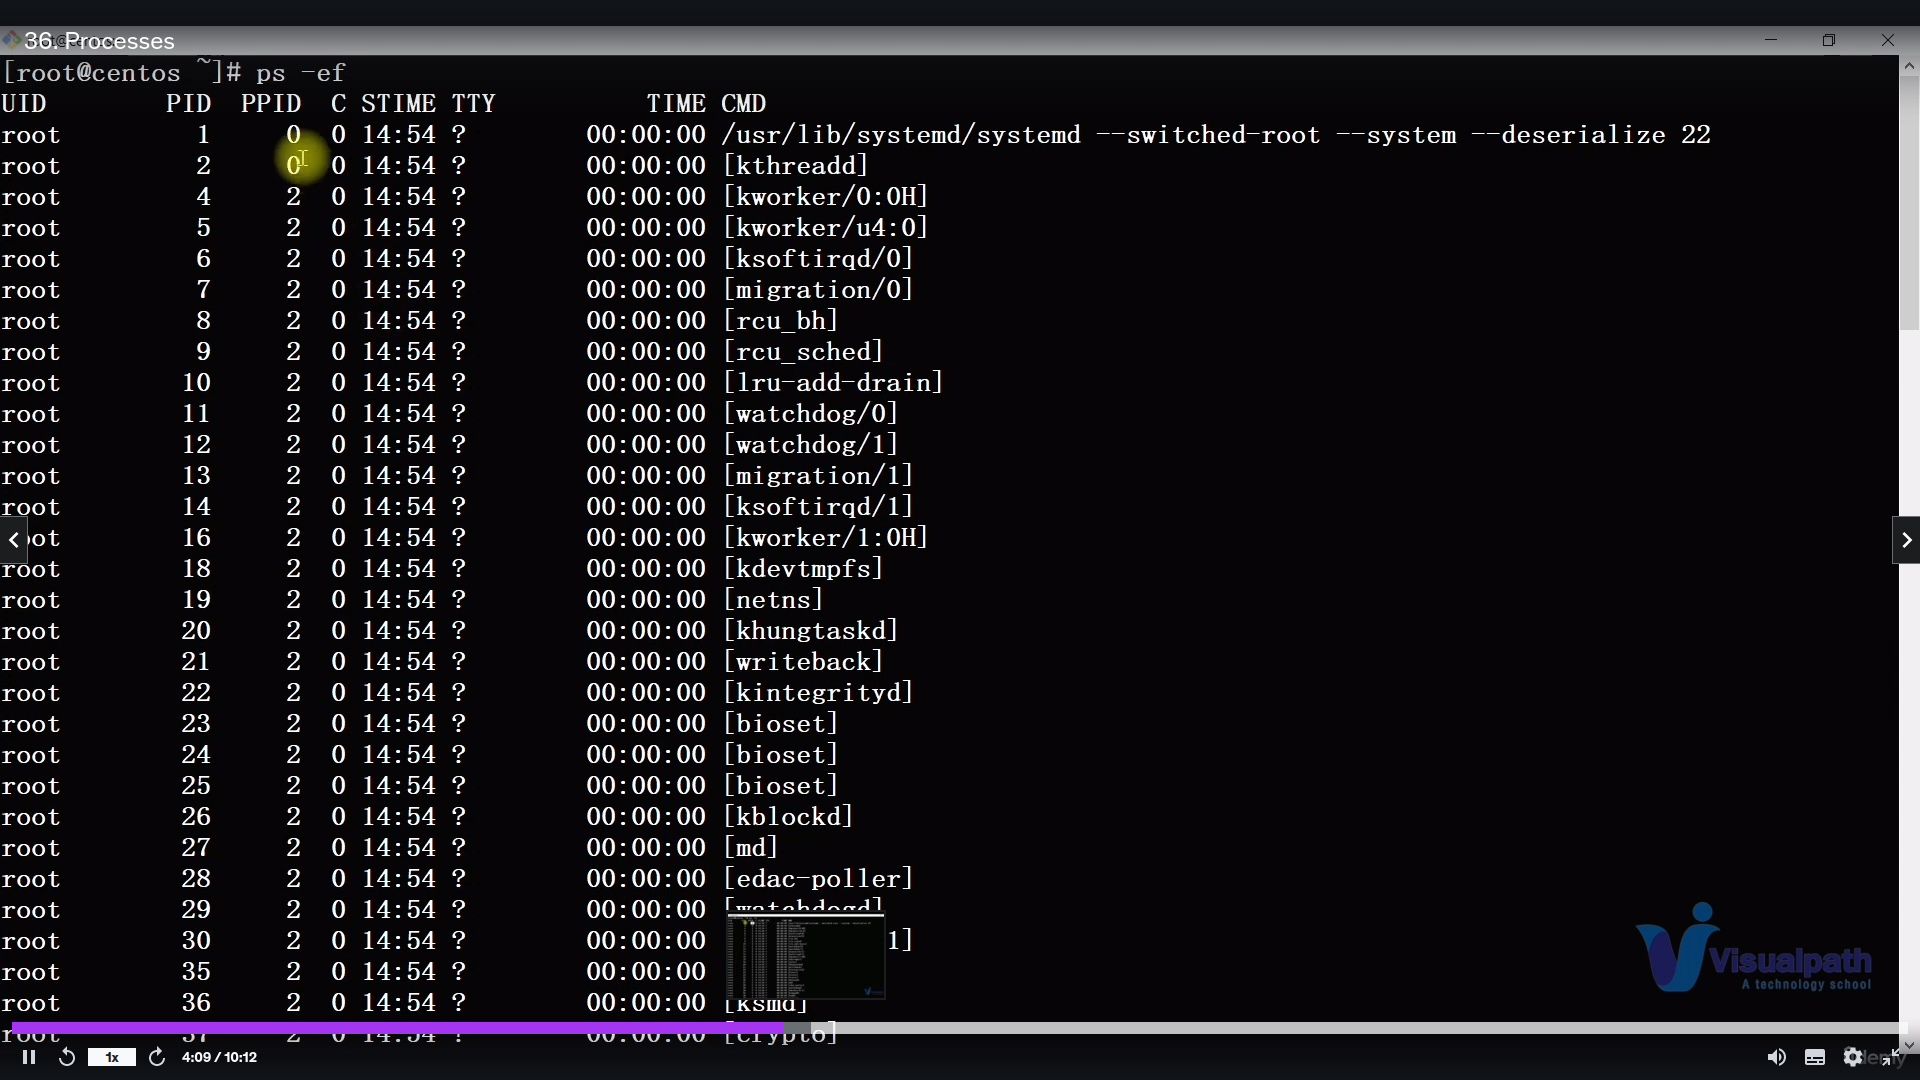 36. Processes
[root@centos ~]# ps -ef
UID        PID  PPID  C STIME TTY          TIME CMD
root         1     0  0 14:54 ?        00:00:00 /usr/lib/systemd/systemd --switched-root --system --deserialize 22
root         2     0  0 14:54 ?        00:00:00 [kthreadd]
root         4     2  0 14:54 ?        00:00:00 [kworker/0:0H]
root         5     2  0 14:54 ?        00:00:00 [kworker/u4:0]
root         6     2  0 14:54 ?        00:00:00 [ksoftirqd/0]
root         7     2  0 14:54 ?        00:00:00 [migration/0]
root         8     2  0 14:54 ?        00:00:00 [rcu_bh]
root         9     2  0 14:54 ?        00:00:00 [rcu_sched]
root        10     2  0 14:54 ?        00:00:00 [lru-add-drain]
root        11     2  0 14:54 ?        00:00:00 [watchdog/0]
root        12     2  0 14:54 ?        00:00:00 [watchdog/1]
root        13     2  0 14:54 ?        00:00:00 [migration/1]
root        14     2  0 14:54 ?        00:00:00 [ksoftirqd/1]
root        16     2  0 14:54 ?        00:00:00 [kworker/1:0H]
root        18     2  0 14:54 ?        00:00:00 [kdevtmpfs]
root        19     2  0 14:54 ?        00:00:00 [netns]
root        20     2  0 14:54 ?        00:00:00 [khungtaskd]
root        21     2  0 14:54 ?        00:00:00 [writeback]
root        22     2  0 14:54 ?        00:00:00 [kintegrityd]
root        23     2  0 14:54 ?        00:00:00 [bioset]
root        24     2  0 14:54 ?        00:00:00 [bioset]
root        25     2  0 14:54 ?        00:00:00 [bioset]
root        26     2  0 14:54 ?        00:00:00 [kblockd]
root        27     2  0 14:54 ?        00:00:00 [md]
root        28     2  0 14:54 ?        00:00:00 [edac-poller]
root        29     2  0 14:54 ?        00:00:00 [watchdogd]
root        30     2  0 14:54 ?        00:00:00 1]
root        35     2  0 14:54 ?        00:00:00
root        36     2  0 14:54 ?        00:00:00 [ksmd]
root        37     2  0 14:54 ?        00:00:00 [crypto]
Visualpath
A technology school
1x
4:09 / 10:12